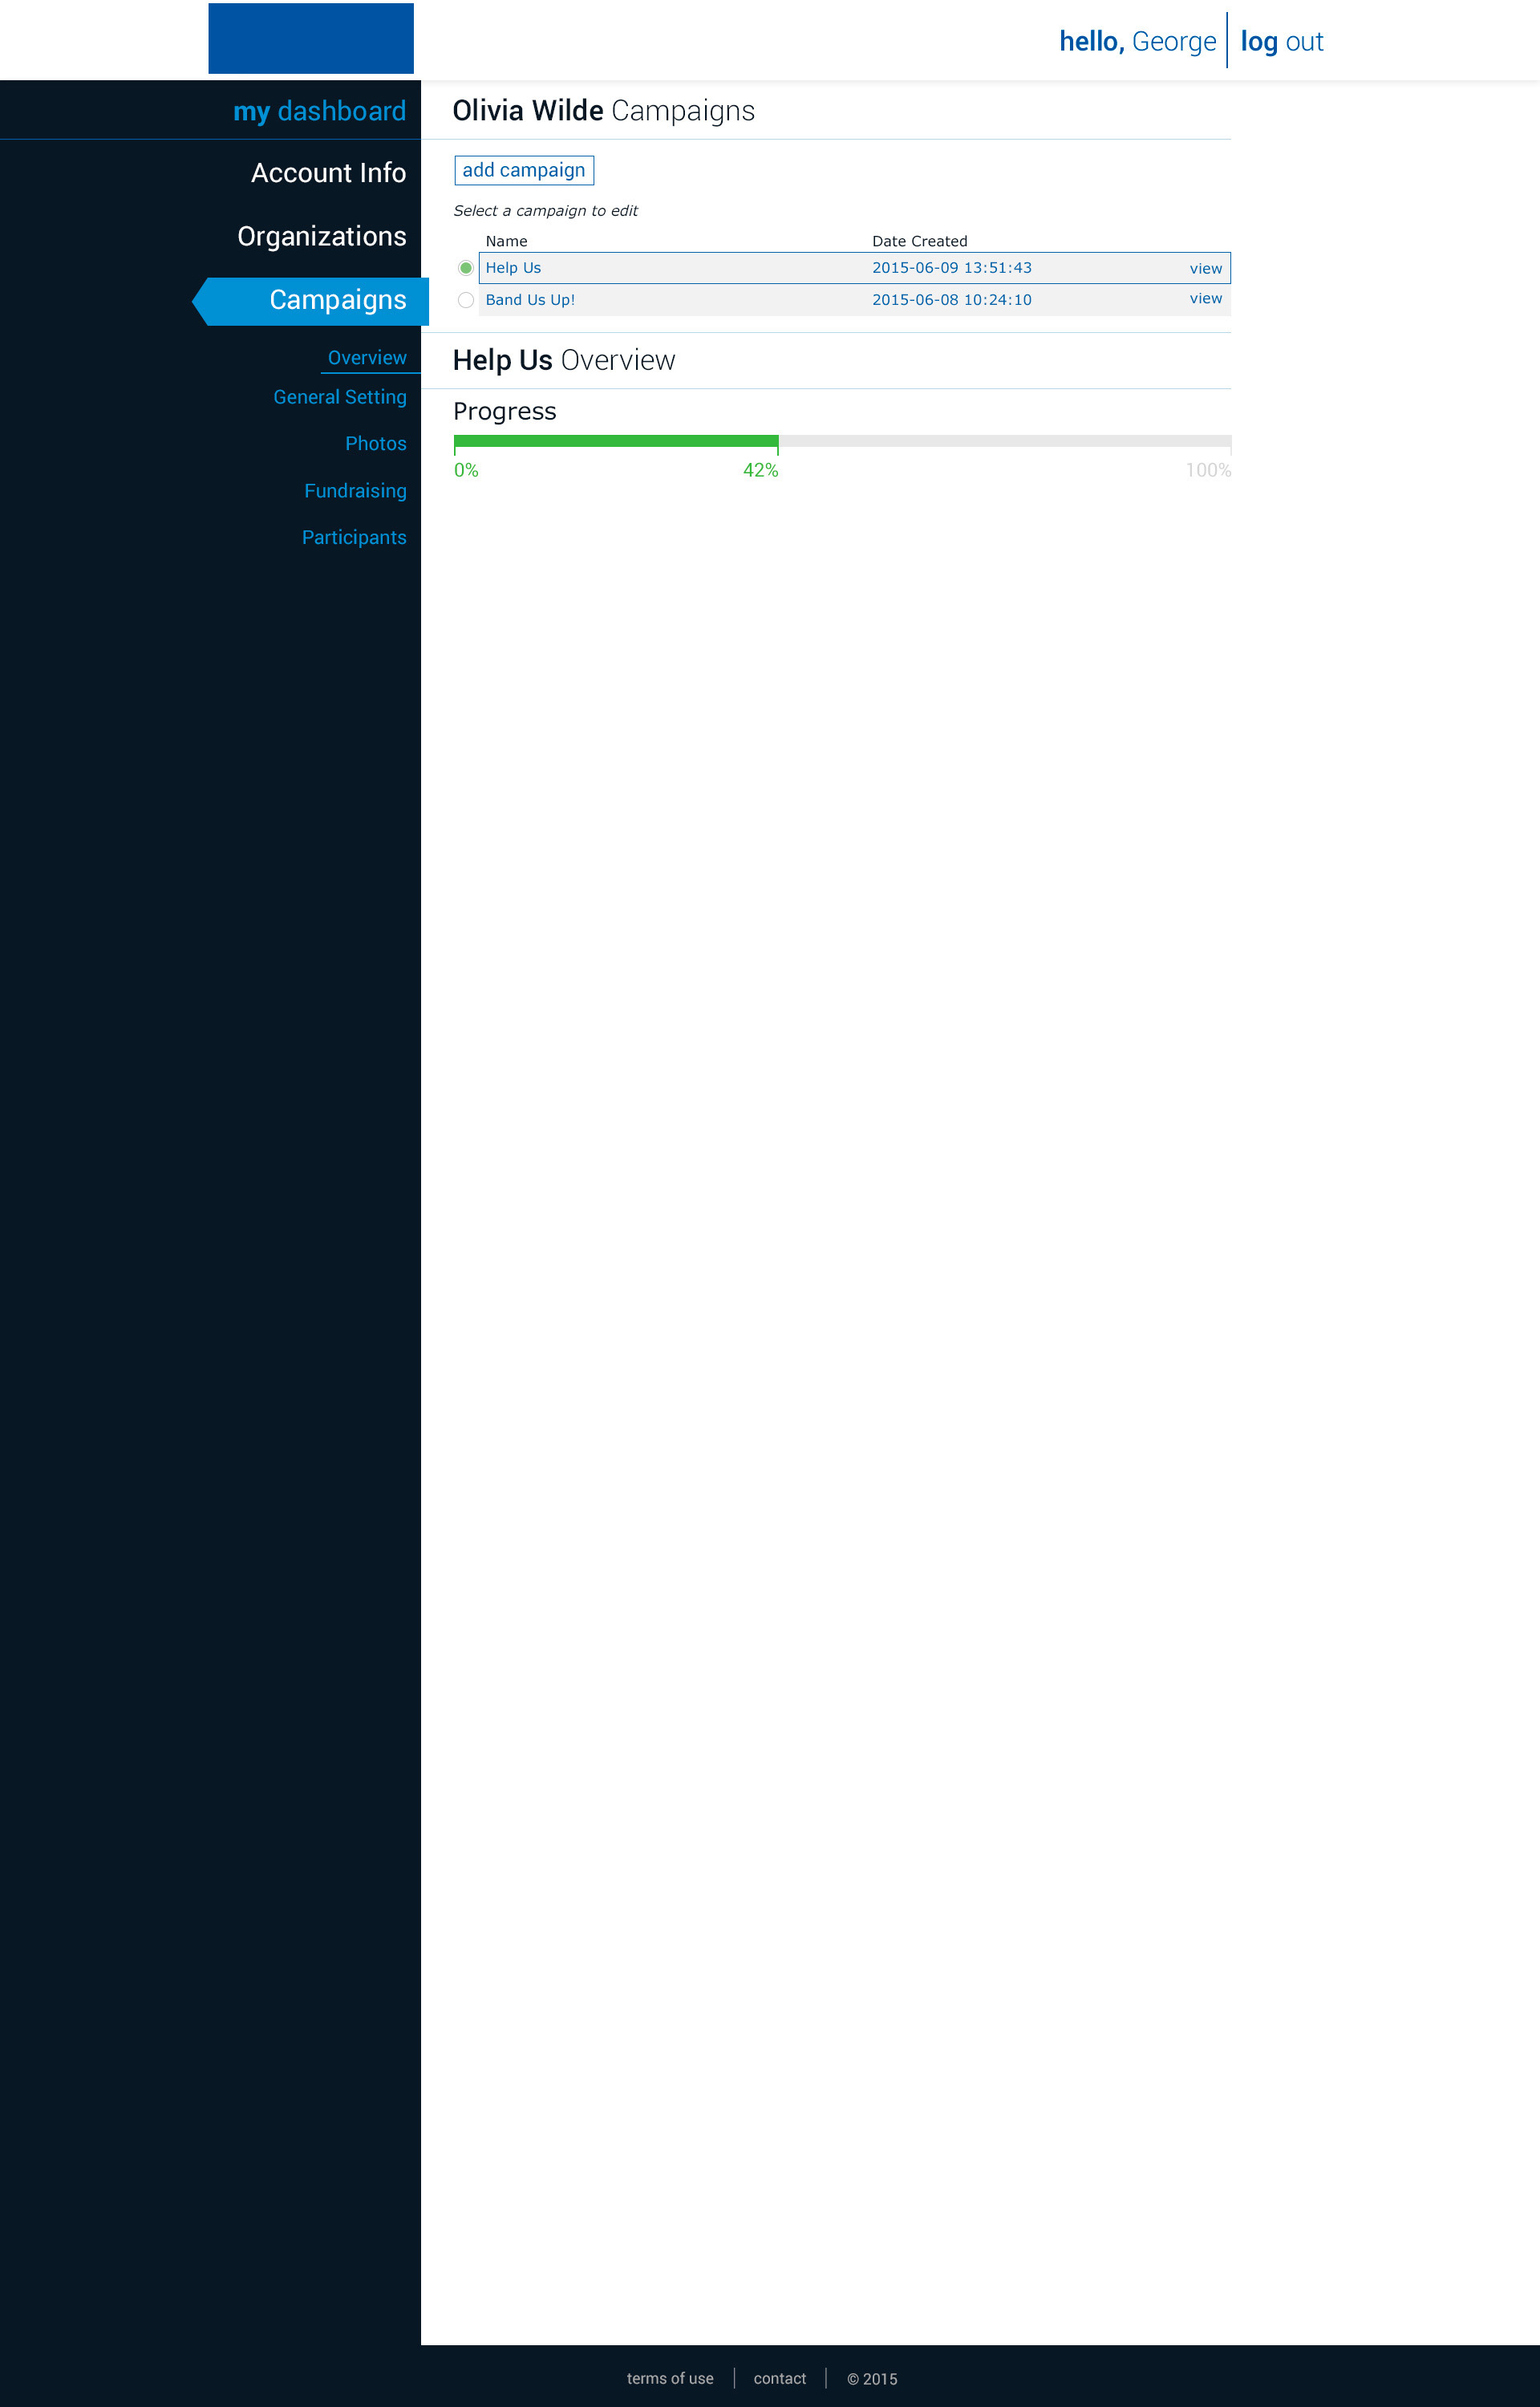 hello, George
log out
my dashboard
Account Info
Organizations
Campaigns
Overview
General Setting
Photos
Fundraising
Participants
Olivia Wilde Campaigns
add campaign
Select a campaign to edit
Name Date Created
Help Us 2015-06-09 13:51:43 view
Band Us Up! 2015-06-08 10:24:10 view
Help Us Overview
Progress
0% 42% 100%
terms of use contact © 2015